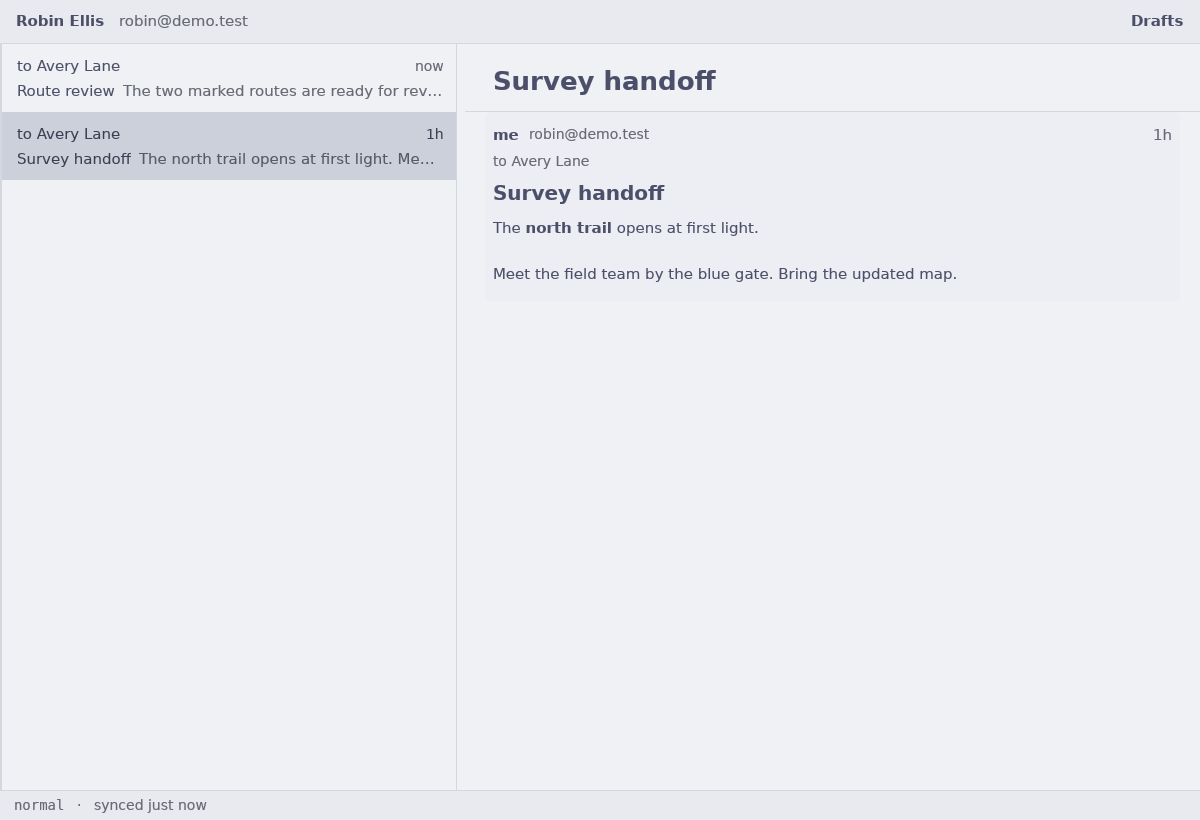 Robin Ellis robin@demo.test Drafts
to Avery Lane now
Route review The two marked routes are ready for rev…
to Avery Lane 1h
Survey handoff The north trail opens at first light. Me…
Survey handoff
me robin@demo.test 1h
to Avery Lane
Survey handoff
The north trail opens at first light.
Meet the field team by the blue gate. Bring the updated map.
normal · synced just now